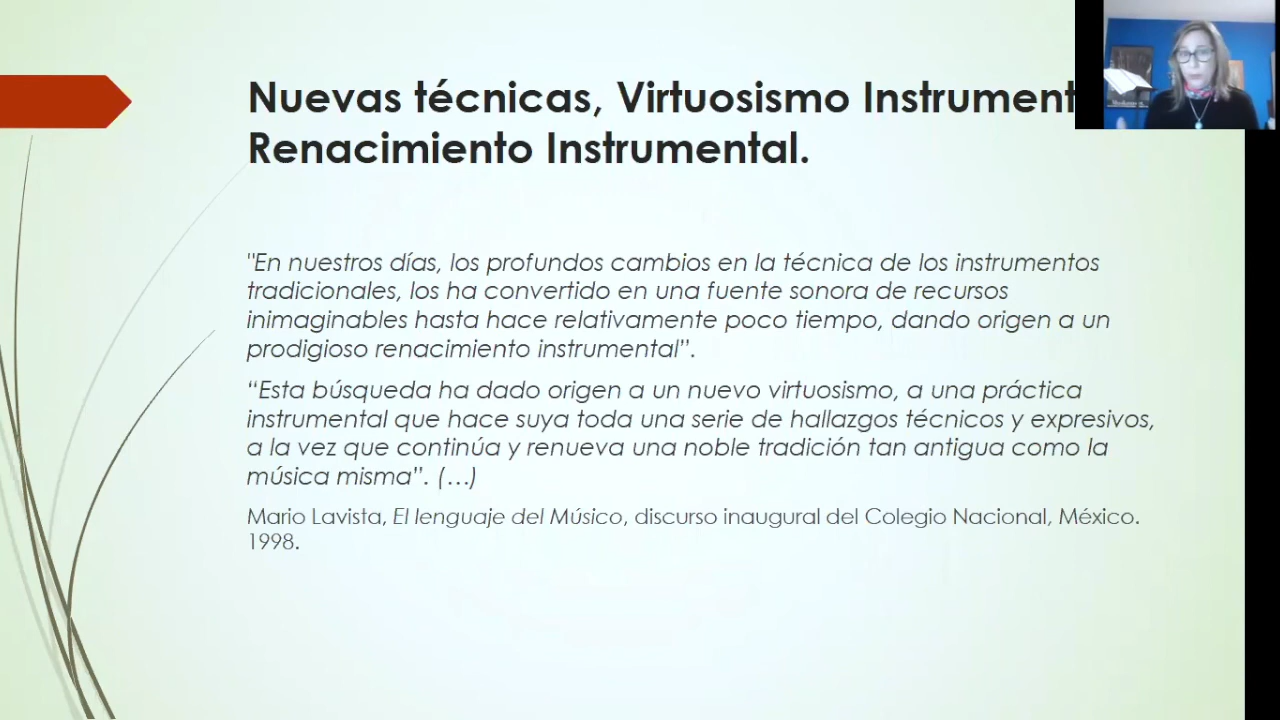 Nuevas técnicas, Virtuosismo Instrument
Renacimiento Instrumental.
"En nuestros días, los profundos cambios en la técnica de los instrumentos
tradicionales, los ha convertido en una fuente sonora de recursos
inimaginables hasta hace relativamente poco tiempo, dando origen a un
prodigioso renacimiento instrumental”.
“Esta búsqueda ha dado origen a un nuevo virtuosismo, a una práctica
instrumental que hace suya toda una serie de hallazgos técnicos y expresivos,
a la vez que continúa y renueva una noble tradición tan antigua como la
música misma”. (…)
Mario Lavista, El lenguaje del Músico, discurso inaugural del Colegio Nacional, México.
1998.